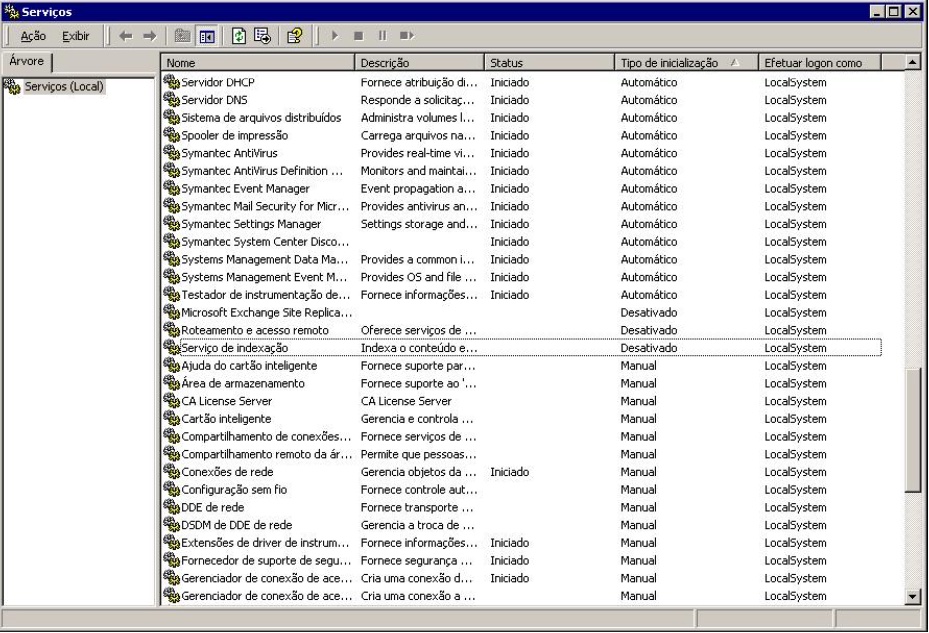 Serviços
Ação Exibir
Árvore
Serviços (Local)
Nome Descrição Status Tipo de inicialização Efetuar logon como
Servidor DHCP Fornece atribuição di... Iniciado Automático LocalSystem
Servidor DNS Responde a solicitaç... Iniciado Automático LocalSystem
Sistema de arquivos distribuídos Administra volumes l... Iniciado Automático LocalSystem
Spooler de impressão Carrega arquivos na... Iniciado Automático LocalSystem
Symantec AntiVirus Provides real-time vi... Iniciado Automático LocalSystem
Symantec AntiVirus Definition ... Monitors and maintai... Iniciado Automático LocalSystem
Symantec Event Manager Event propagation a... Iniciado Automático LocalSystem
Symantec Mail Security for Micr... Provides antivirus an... Iniciado Automático LocalSystem
Symantec Settings Manager Settings storage and... Iniciado Automático LocalSystem
Symantec System Center Disco... Iniciado Automático LocalSystem
Systems Management Data Ma... Provides a common i... Iniciado Automático LocalSystem
Systems Management Event M... Provides OS and file ... Iniciado Automático LocalSystem
Testador de instrumentação de... Fornece informações... Iniciado Automático LocalSystem
Microsoft Exchange Site Replica... Desativado LocalSystem
Roteamento e acesso remoto Oferece serviços de ... Desativado LocalSystem
Serviço de indexação Indexa o conteúdo e... Desativado LocalSystem
Ajuda do cartão inteligente Fornece suporte par... Manual LocalSystem
Área de armazenamento Fornece suporte ao '... Manual LocalSystem
CA License Server CA License Server Manual LocalSystem
Cartão inteligente Gerencia e controla ... Manual LocalSystem
Compartilhamento de conexões... Fornece serviços de ... Manual LocalSystem
Compartilhamento remoto da ár... Permite que pessoas... Manual LocalSystem
Conexões de rede Gerencia objetos da ... Iniciado Manual LocalSystem
Configuração sem fio Fornece controle aut... Manual LocalSystem
DDE de rede Fornece transporte ... Manual LocalSystem
DSDM de DDE de rede Gerencia a troca de ... Manual LocalSystem
Extensões de driver de instrum... Fornece informações... Iniciado Manual LocalSystem
Fornecedor de suporte de segu... Fornece segurança ... Iniciado Manual LocalSystem
Gerenciador de conexão de ace... Cria uma conexão d... Iniciado Manual LocalSystem
Gerenciador de conexão de ace... Cria uma conexão a ... Manual LocalSystem